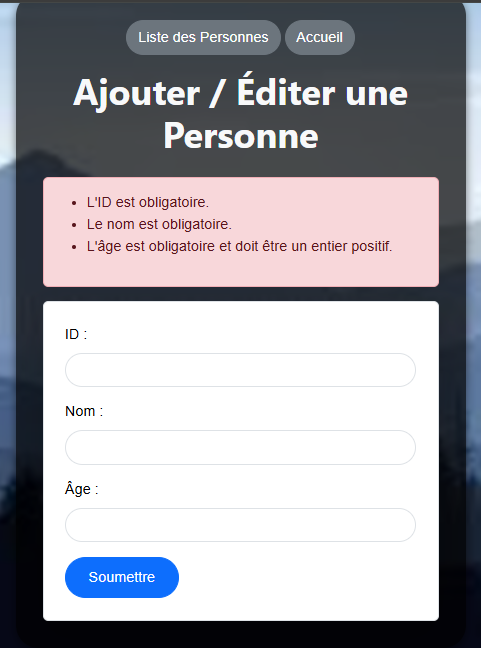 Liste des Personnes
Accueil
Ajouter / Éditer une
Personne
L'ID est obligatoire.
Le nom est obligatoire.
L'âge est obligatoire et doit être un entier positif.
ID :
Nom :
Âge :
Soumettre